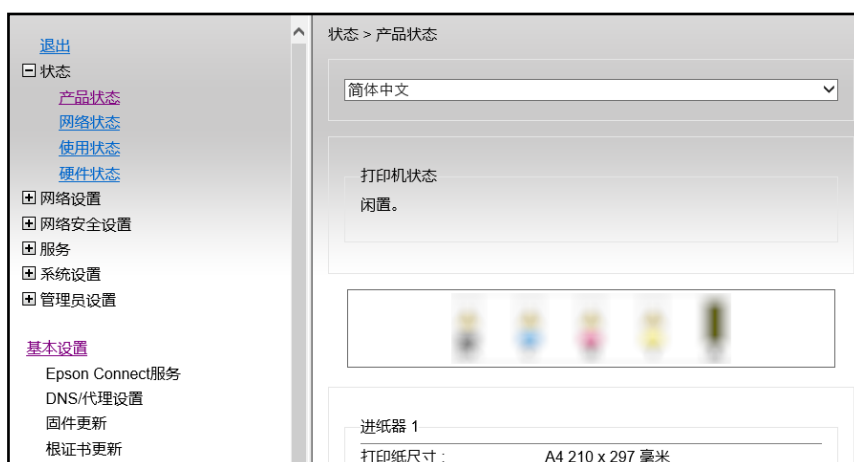 退出
状态
产品状态
网络状态
使用状态
硬件状态
网络设置
网络安全设置
服务
系统设置
管理员设置
基本设置
Epson Connect服务
DNS/代理设置
固件更新
根证书更新
状态 > 产品状态
简体中文
打印机状态
闲置。
进纸器 1
打印纸尺寸 : A4 210 x 297 毫米